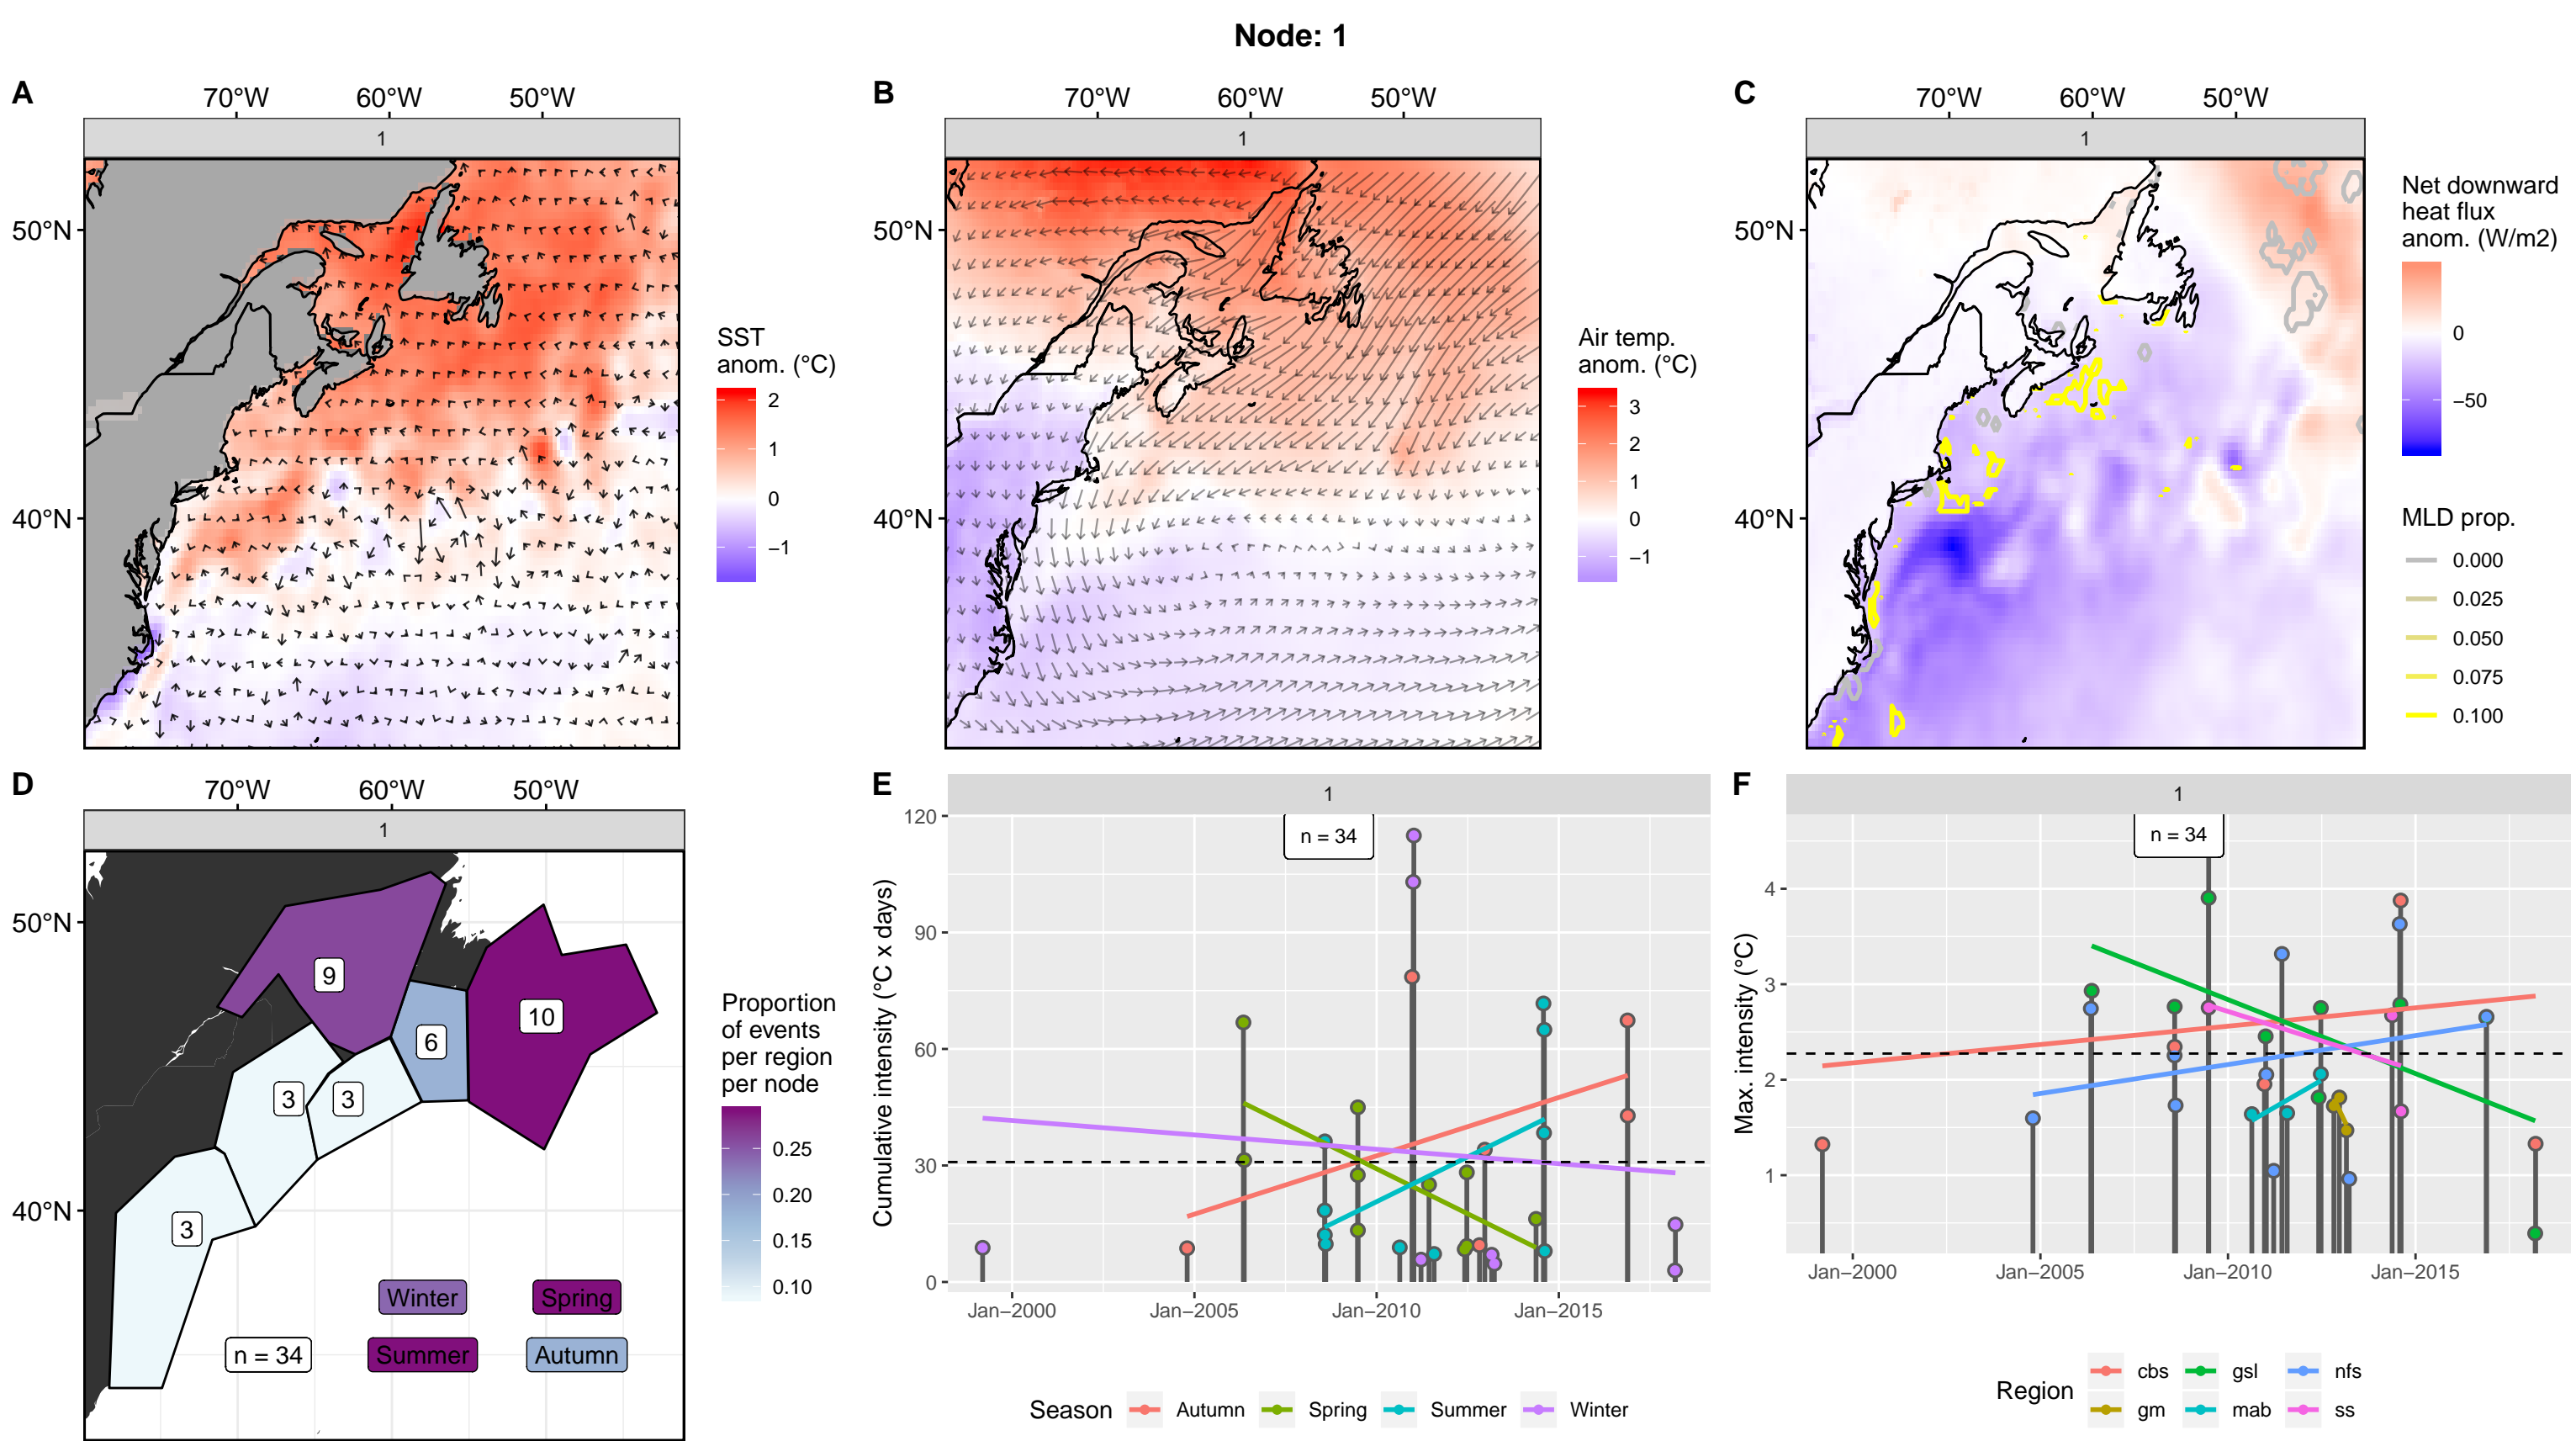 Node: 1
A
70°W 60°W 50°W
1
50°N
40°N
SST
anom. (°C)
2
1
0
−1
B
70°W 60°W 50°W
1
50°N
40°N
Air temp.
anom. (°C)
3
2
1
0
−1
C
70°W 60°W 50°W
1
50°N
40°N
Net downward
heat flux
anom. (W/m2)
0
−50
MLD prop.
0.000
0.025
0.050
0.075
0.100
D
70°W 60°W 50°W
1
50°N
40°N
9
10
6
3
3
3
Winter Spring
n = 34 Summer Autumn
Proportion
of events
per region
per node
0.25
0.20
0.15
0.10
E
1
n = 34
Cumulative intensity (°C x days)
120
90
60
30
0
Jan−2000 Jan−2005 Jan−2010 Jan−2015
Season Autumn Spring Summer Winter
F
1
n = 34
Max. intensity (°C)
4
3
2
1
Jan−2000 Jan−2005 Jan−2010 Jan−2015
Region
cbs gsl nfs
gm mab ss